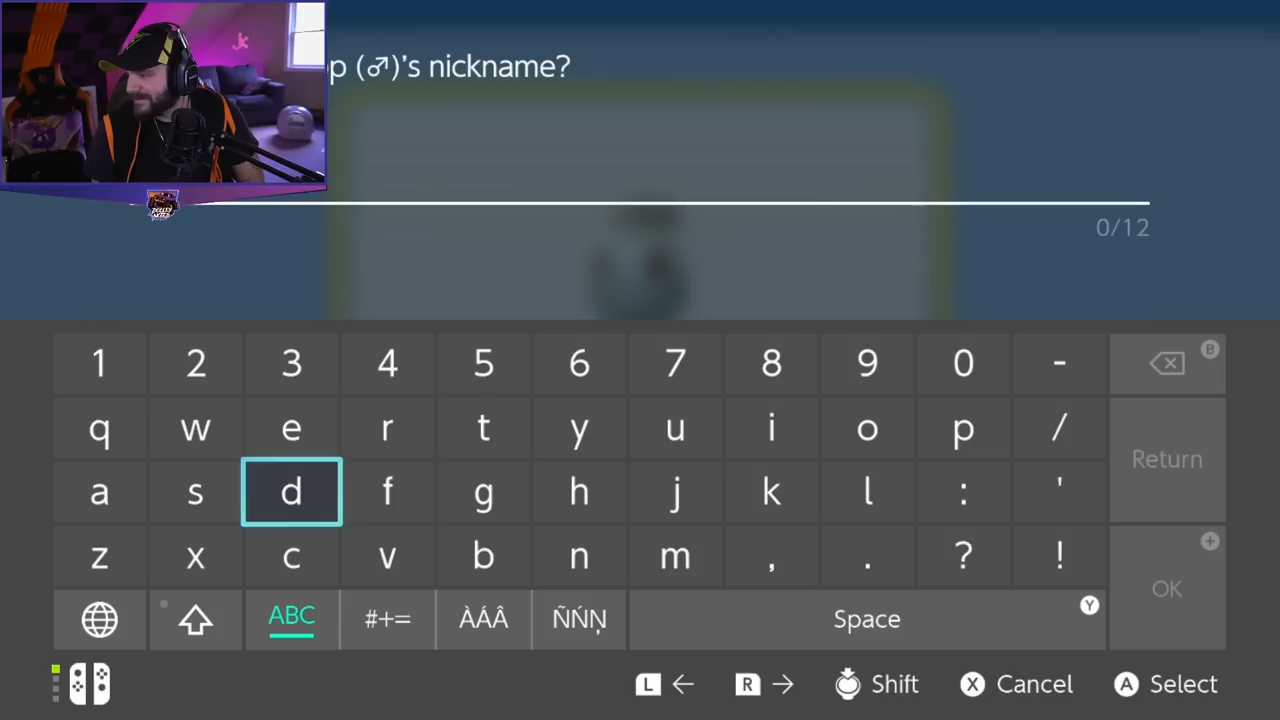 jk
p (♂)'s nickname?
0/12
1 2 3 4 5 6 7 8 9 0 - B
q w e r t y u i o p /
Return
a s d f g h j k l : '
z x c v b n m , . ? ! +
OK
ABC #+= ÀÁÂ ÑŃŅ Space Y
L ← R → Shift X Cancel A Select